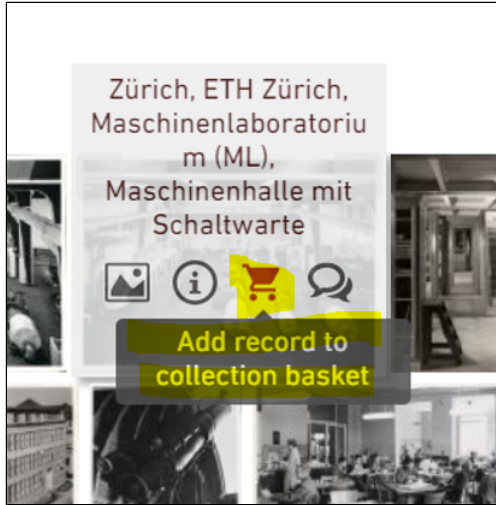 Zürich, ETH Zürich,
Maschinenlaboratoriu
m (ML),
Maschinenhalle mit
Schaltwarte
Add record to
collection basket